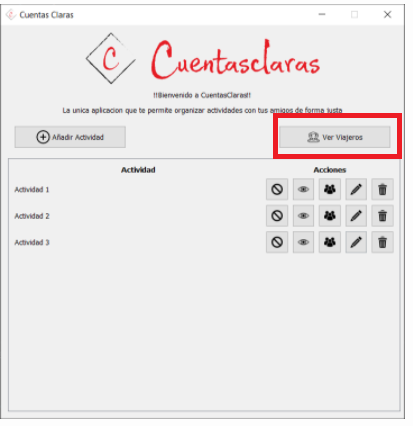 Cuentas Claras
C Cuentasclaras
!!Bienvenido a CuentasClaras!!
La unica aplicacion que te permite organizar actividades con tus amigos de forma justa
Añadir Actividad
Ver Viajeros
Actividad Acciones
Actividad 1
Actividad 2
Actividad 3